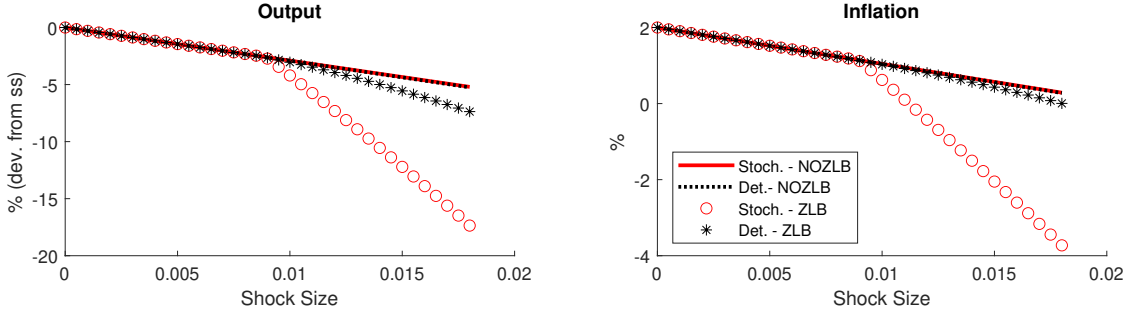 Output
% (dev. from ss)
0
-5
-10
-15
-20
0
0.005
0.01
0.015
0.02
Shock Size
Inflation
%
2
0
-2
-4
Stoch. - NOZLB
Det.- NOZLB
Stoch. - ZLB
Det. - ZLB
0
0.005
0.01
0.015
0.02
Shock Size